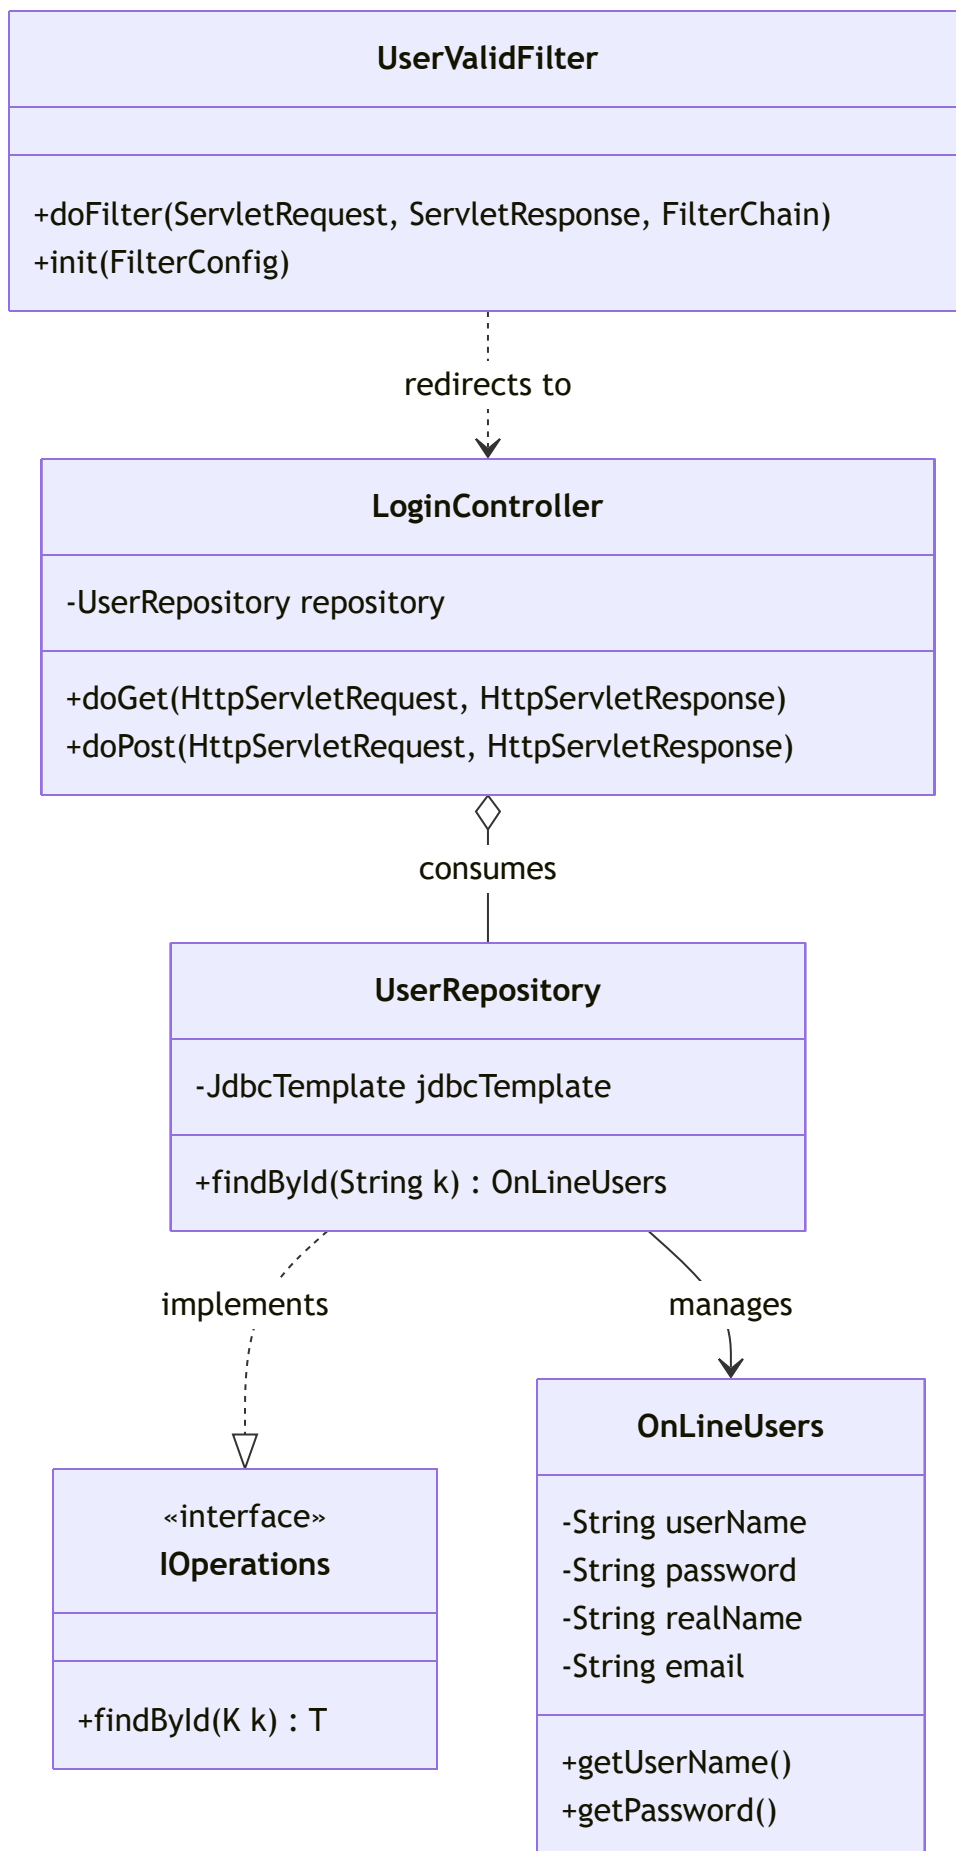 UserValidFilter
+doFilter(ServletRequest, ServletResponse, FilterChain)
+init(FilterConfig)
redirects to
LoginController
-UserRepository repository
+doGet(HttpServletRequest, HttpServletResponse)
+doPost(HttpServletRequest, HttpServletResponse)
consumes
UserRepository
-JdbcTemplate jdbcTemplate
+findById(String k) : OnLineUsers
implements
manages
«interface»
IOperations
+findById(K k) : T
OnLineUsers
-String userName
-String password
-String realName
-String email
+getUserName()
+getPassword()